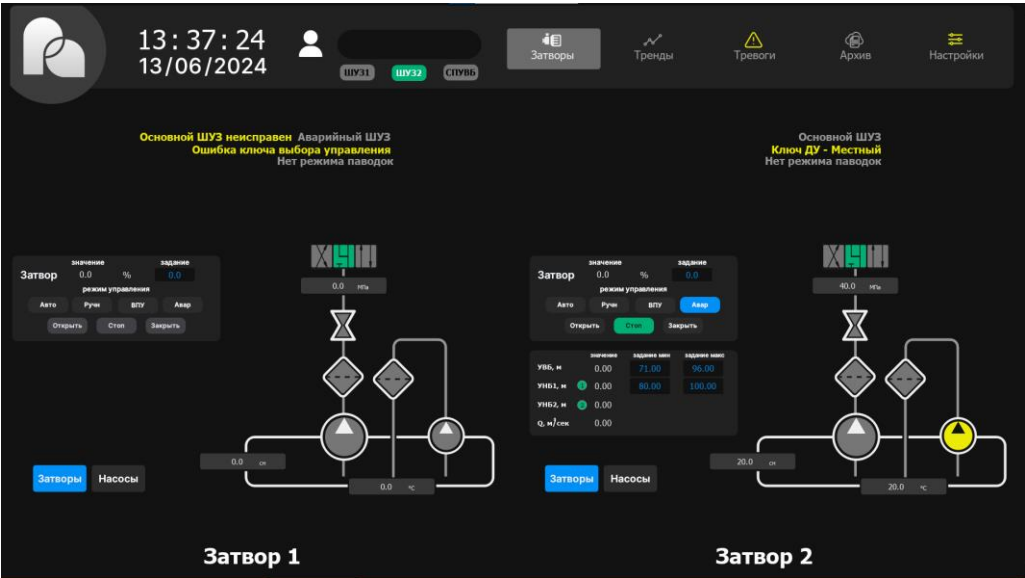 13:37:24
13/06/2024
ШУЗ1 ШУЗ2 СПУВБ
Затворы Тренды Тревоги Архив Настройки
Основной ШУЗ неисправен Аварийный ШУЗ
Ошибка ключа выбора управления
Нет режима паводок
Основной ШУЗ
Ключ ДУ - Местный
Нет режима паводок
значение задание
Затвор 0.0 % 0.0
режим управления
Авто Ручн ВПУ Авар
Открыть Стоп Закрыть
0.0 МПа
0.0 см
0.0 °C
Затворы Насосы
Затвор 1
значение задание
Затвор 0.0 % 0.0
режим управления
Авто Ручн ВПУ Авар
Открыть Стоп Закрыть
значение задание мин задание макс
УВБ, м 0.00 71.00 96.00
УНБ1, м 0.00 80.00 100.00
УНБ2, м 0.00
Q, м/сек 0.00
40.0 МПа
20.0 см
20.0 °C
Затворы Насосы
Затвор 2